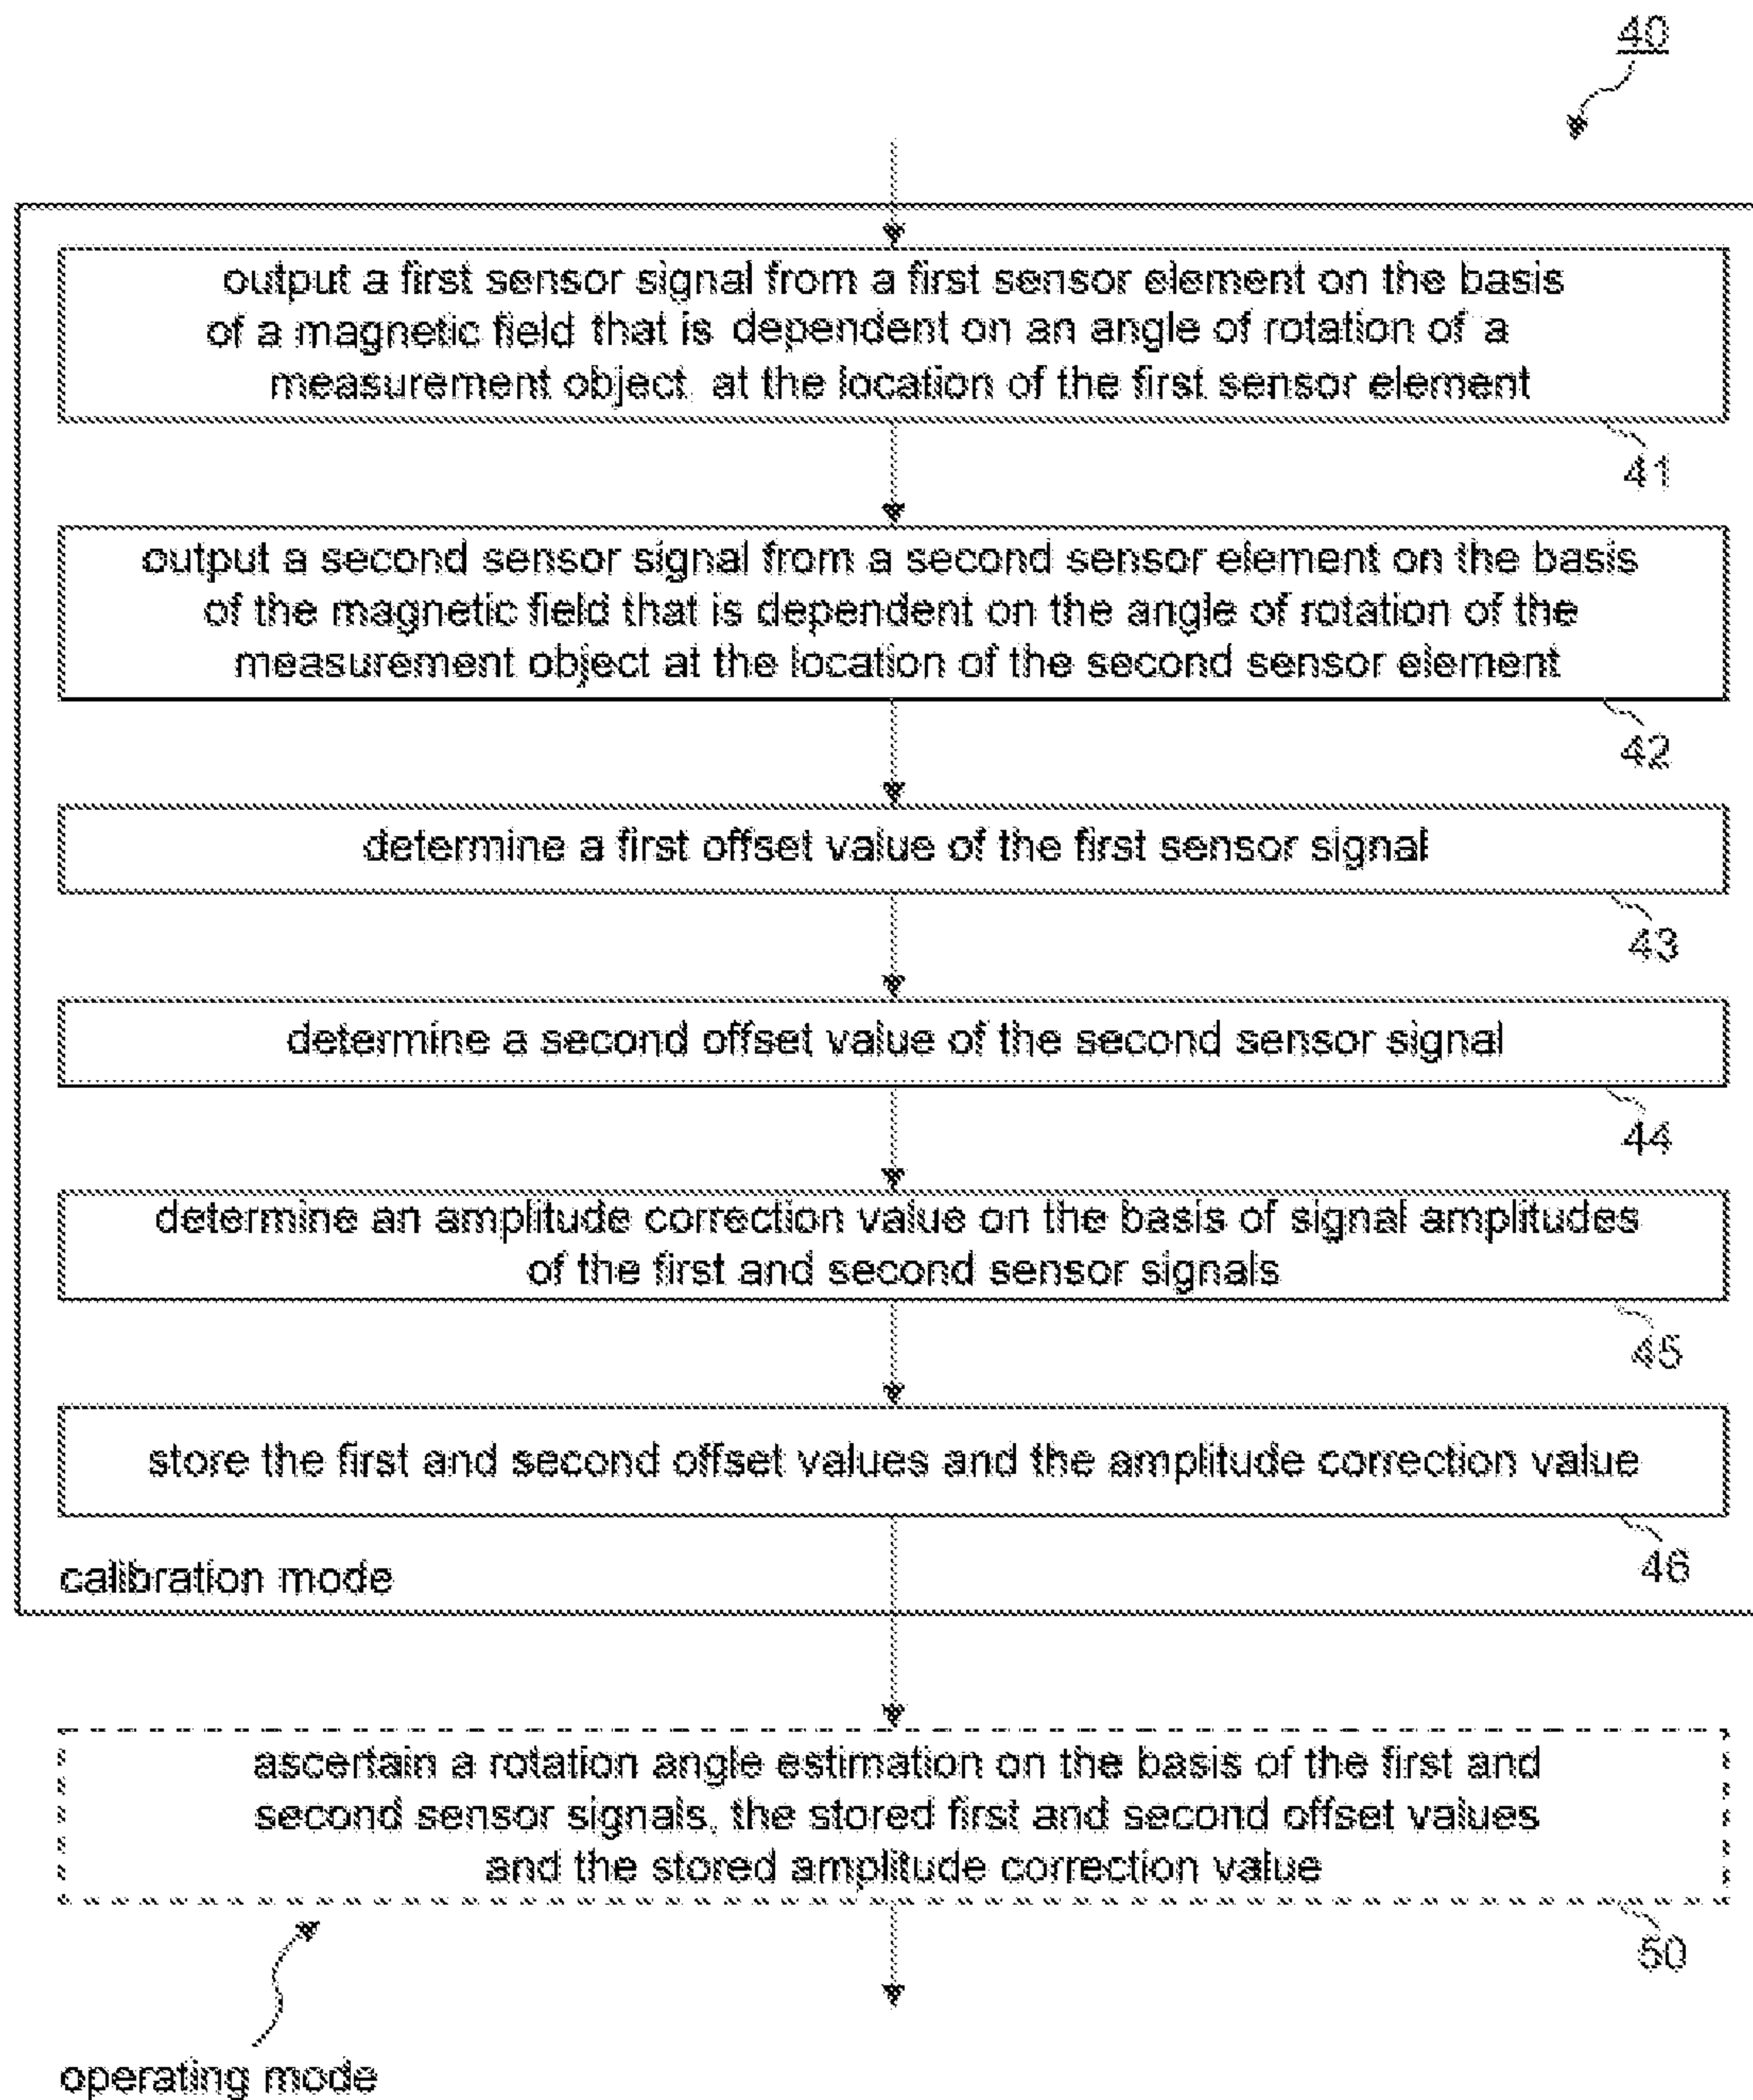 40
output a first sensor signal from a first sensor element on the basis
of a magnetic field that is dependent on an angle of rotation of a
measurement object at the location of the first sensor element
41
output a second sensor signal from a second sensor element on the basis
of the magnetic field that is dependent on the angle of rotation of the
measurement object at the location of the second sensor element
42
determine a first offset value of the first sensor signal
43
determine a second offset value of the second sensor signal
44
determine an amplitude correction value on the basis of signal amplitudes
of the first and second sensor signals
45
store the first and second offset values and the amplitude correction value
46
calibration mode
ascertain a rotation angle estimation on the basis of the first and
second sensor signals, the stored first and second offset values
and the stored amplitude correction value
50
operating mode